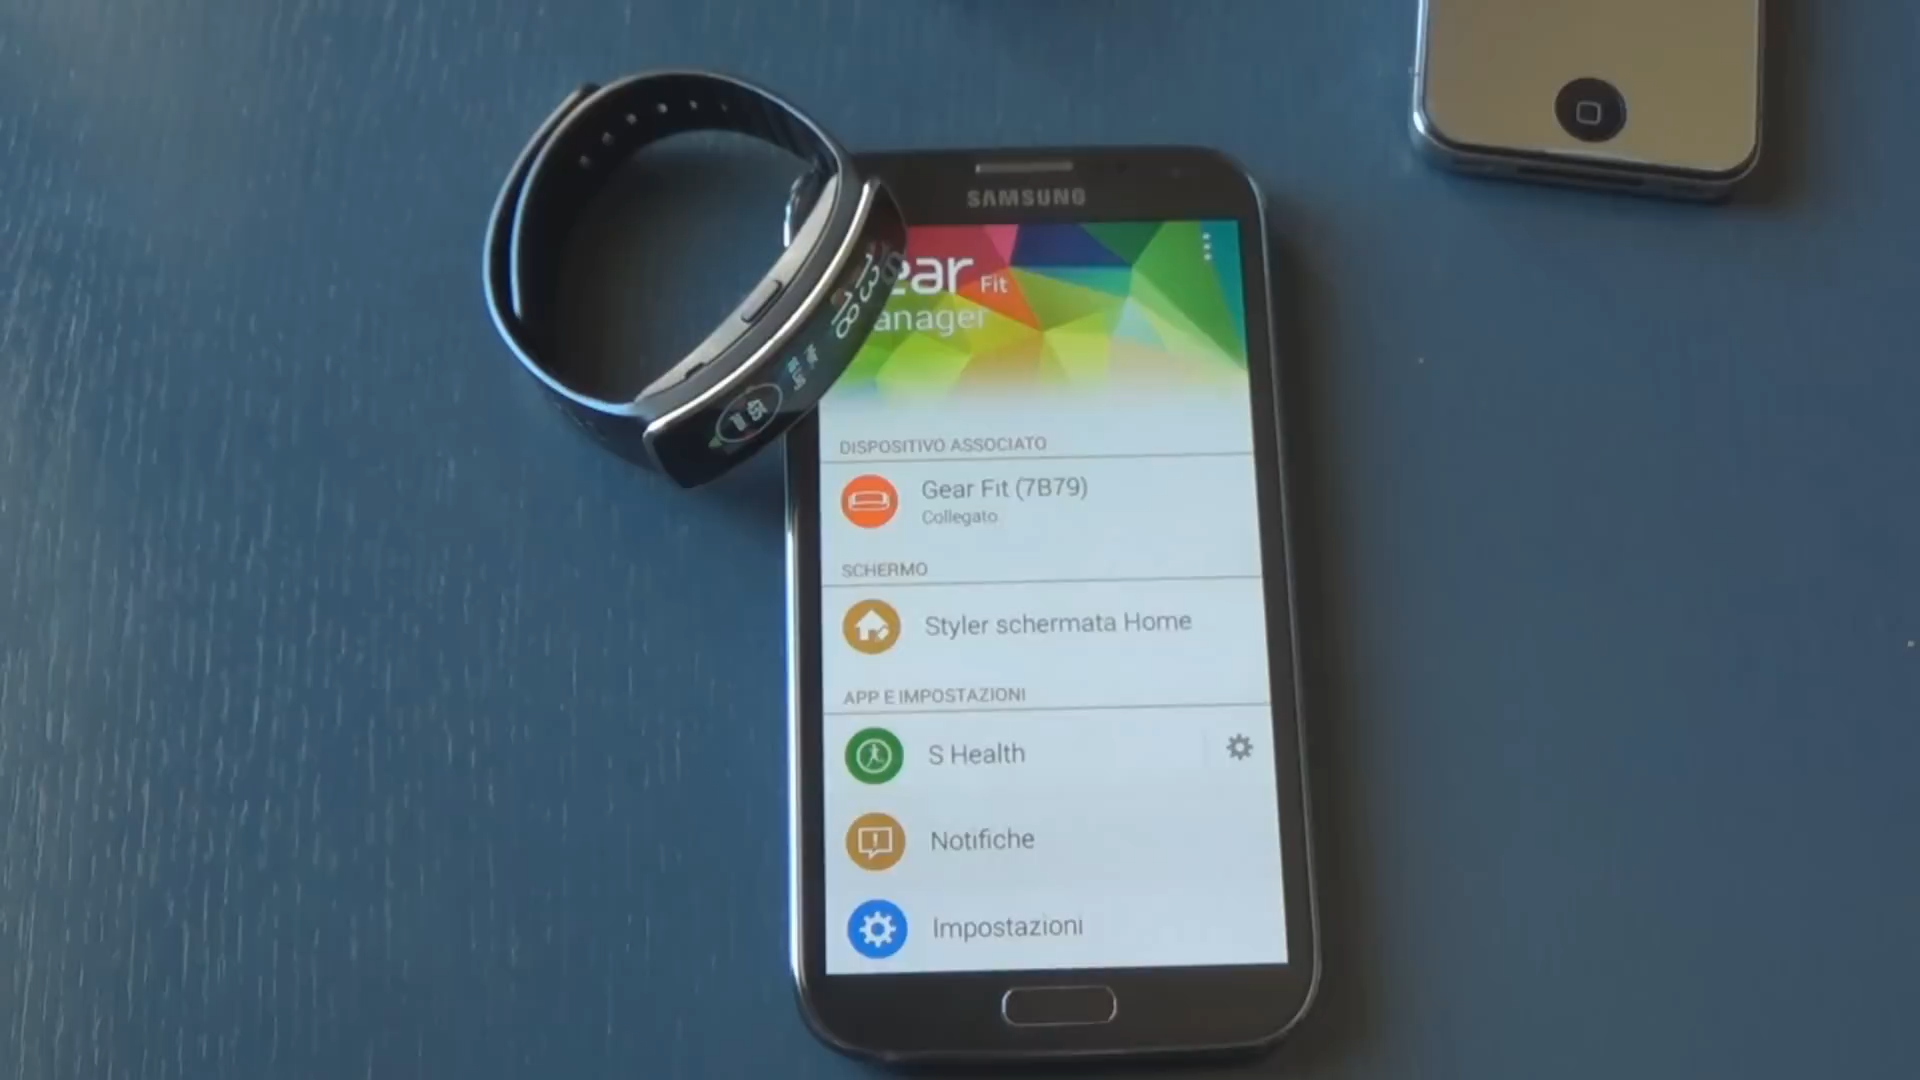 SAMSUNG
ear Fit
anager
DISPOSITIVO ASSOCIATO
Gear Fit (7B79)
Collegato
SCHERMO
Styler schermata Home
APP E IMPOSTAZIONI
S Health
Notifiche
Impostazioni